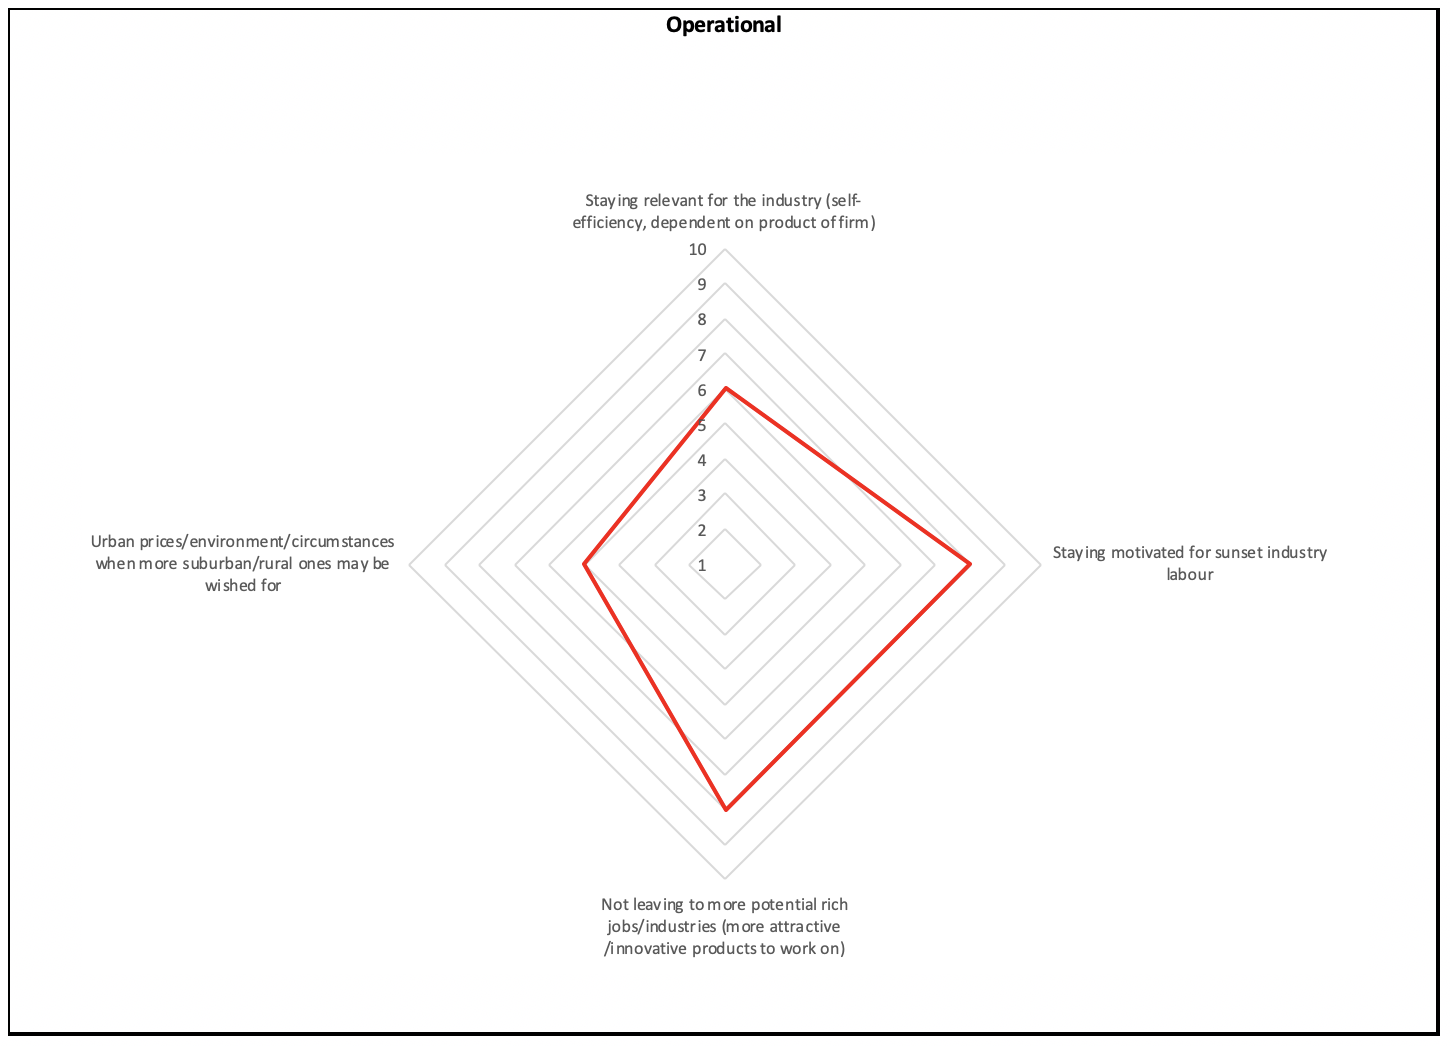 Operational
Staying relevant for the industry (self-
efficiency, dependent on product of firm)
10
9
8
7
6
5
4
3
2
1
Urban prices/environment/circumstances
when more suburban/rural ones may be
wished for
Staying motivated for sunset industry
labour
Not leaving to more potential rich
jobs/industries (more attractive
/innovative products to work on)